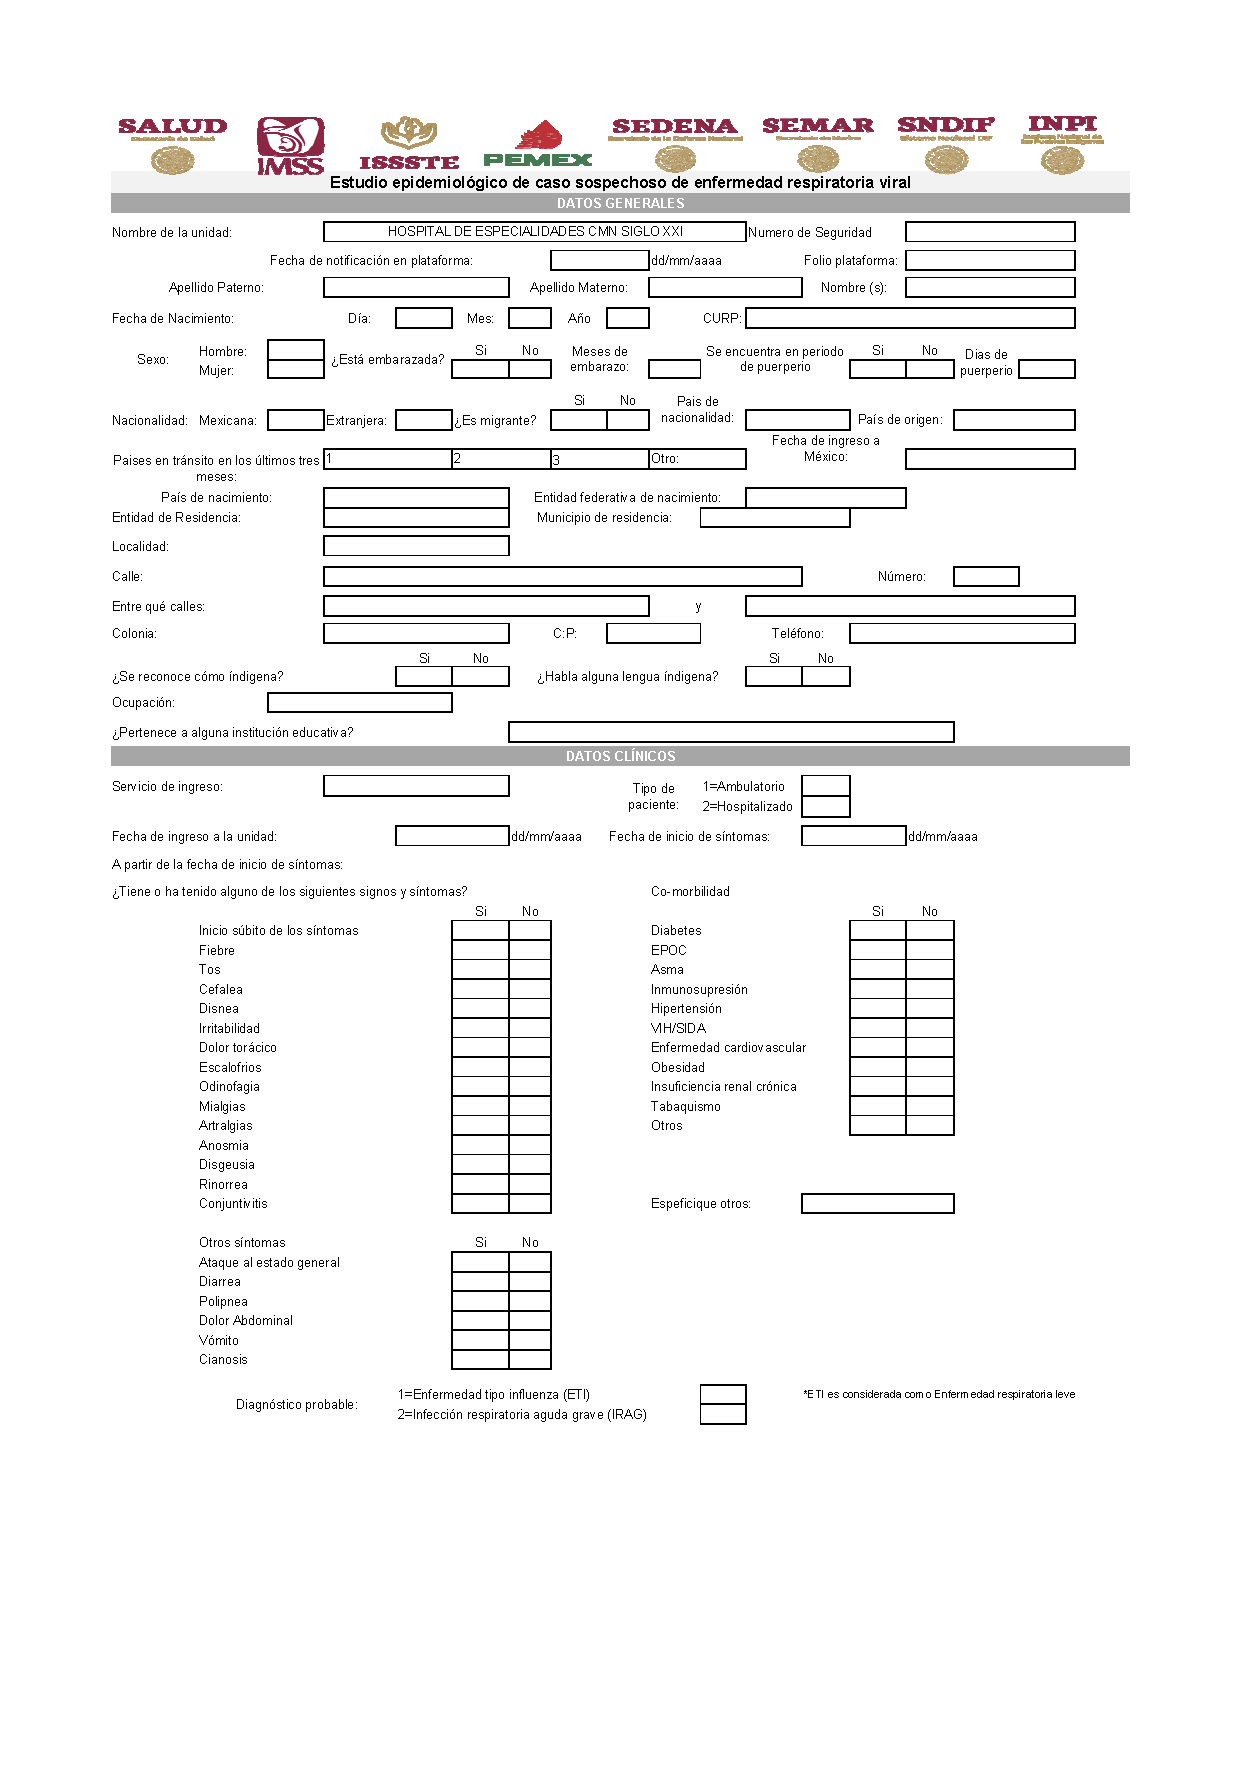 SALUD
IMSS
ISSSTE
PEMEX
SEDENA
SEMAR
SNDIF
INPI
Estudio epidemiológico de caso sospechoso de enfermedad respiratoria viral
DATOS GENERALES
Nombre de la unidad: HOSPITAL DE ESPECIALIDADES CMN SIGLO XXI Numero de Seguridad
Fecha de notificación en plataforma: dd/mm/aaaa Folio plataforma:
Apellido Paterno: Apellido Materno: Nombre (s):
Fecha de Nacimiento: Día: Mes: Año CURP:
Sexo: Hombre: Mujer: ¿Está embarazada? Si No Meses de embarazo: Se encuentra en periodo de puerperio Si No Dias de puerperio
Nacionalidad: Mexicana: Extranjera: ¿Es migrante? Si No Pais de nacionalidad: País de origen:
Paises en tránsito en los últimos tres meses: 1 2 3 Otro: Fecha de ingreso a México:
País de nacimiento: Entidad federativa de nacimiento:
Entidad de Residencia: Municipio de residencia:
Localidad:
Calle: Número:
Entre qué calles: y
Colonia: C:P: Teléfono:
Si No Si No
¿Se reconoce cómo índigena? ¿Habla alguna lengua índigena?
Ocupación:
¿Pertenece a alguna institución educativa?
DATOS CLÍNICOS
Servicio de ingreso: Tipo de paciente: 1=Ambulatorio
2=Hospitalizado
Fecha de ingreso a la unidad: dd/mm/aaaa Fecha de inicio de síntomas: dd/mm/aaaa
A partir de la fecha de inicio de síntomas:
¿Tiene o ha tenido alguno de los siguientes signos y síntomas? Co-morbilidad
Si No Si No
Inicio súbito de los síntomas Diabetes
Fiebre EPOC
Tos Asma
Cefalea Inmunosupresión
Disnea Hipertensión
Irritabilidad VIH/SIDA
Dolor torácico Enfermedad cardiovascular
Escalofrios Obesidad
Odinofagia Insuficiencia renal crónica
Mialgias Tabaquismo
Artralgias Otros
Anosmia
Disgeusia
Rinorrea
Conjuntivitis Espeficique otros:
Otros síntomas Si No
Ataque al estado general
Diarrea
Polipnea
Dolor Abdominal
Vómito
Cianosis
Diagnóstico probable: 1=Enfermedad tipo influenza (ETI) *ETI es considerada como Enfermedad respiratoria leve
2=Infección respiratoria aguda grave (IRAG)